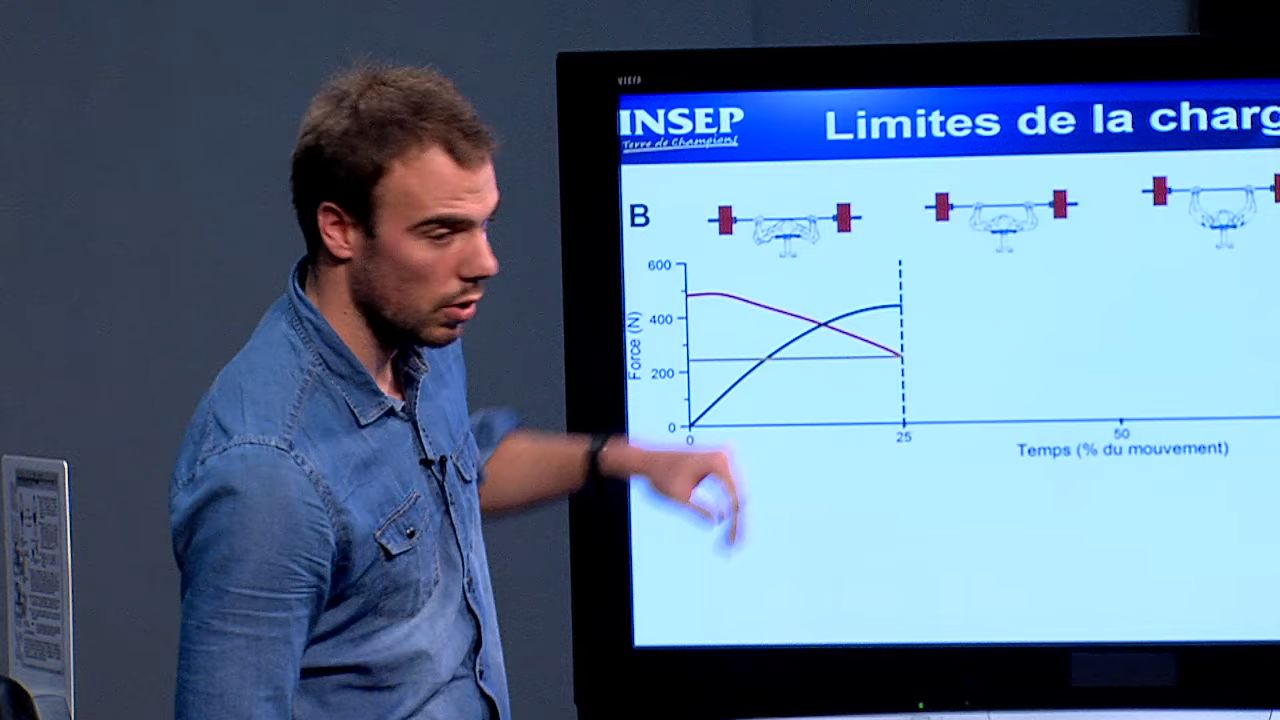 VIERA
INSEP
Terre de Champions
Limites de la charg
B
600
400
200
0
Force (N)
0
25
50
Temps (% du mouvement)